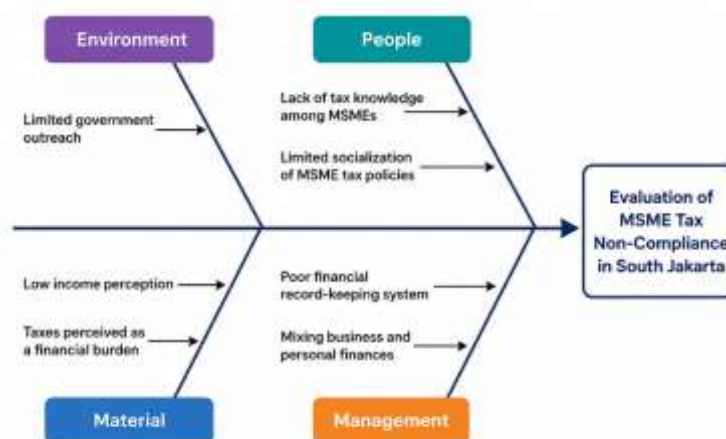 Environment
People
Limited government
outreach
Lack of tax knowledge
among MSMEs
Limited socialization
of MSME tax policies
Evaluation of
MSME Tax
Non-Compliance
in South Jakarta
Low income perception
Taxes perceived as
a financial burden
Poor financial
record-keeping system
Mixing business and
personal finances
Material
Management